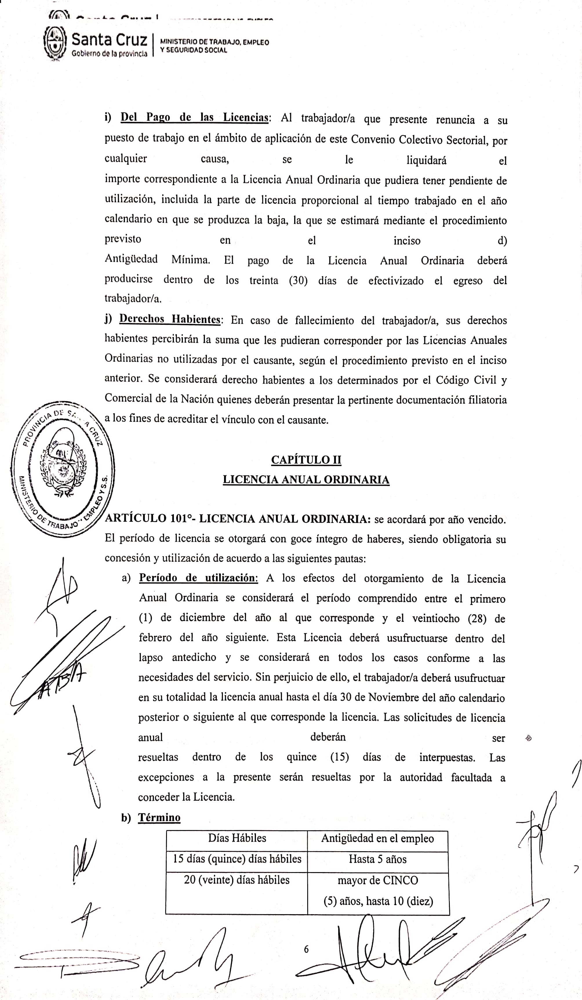 Santa Cruz
Gobierno de la provincia
MINISTERIO DE TRABAJO, EMPLEO
Y SEGURIDAD SOCIAL
i) Del Pago de las Licencias: Al trabajador/a que presente renuncia a su
puesto de trabajo en el ámbito de aplicación de este Convenio Colectivo Sectorial, por
cualquier causa, se le liquidará el
importe correspondiente a la Licencia Anual Ordinaria que pudiera tener pendiente de
utilización, incluida la parte de licencia proporcional al tiempo trabajado en el año
calendario en que se produzca la baja, la que se estimará mediante el procedimiento
previsto en el inciso d)
Antigüedad Mínima. El pago de la Licencia Anual Ordinaria deberá
producirse dentro de los treinta (30) días de efectivizado el egreso del
trabajador/a.
j) Derechos Habientes: En caso de fallecimiento del trabajador/a, sus derechos
habientes percibirán la suma que les pudieran corresponder por las Licencias Anuales
Ordinarias no utilizadas por el causante, según el procedimiento previsto en el inciso
anterior. Se considerará derecho habientes a los determinados por el Código Civil y
Comercial de la Nación quienes deberán presentar la pertinente documentación filiatoria
a los fines de acreditar el vínculo con el causante.
PROVINCIA DE SANTA CRUZ
MINISTERIO DE TRABAJO EMPLEO Y S.S.
CAPÍTULO II
LICENCIA ANUAL ORDINARIA
ARTÍCULO 101°- LICENCIA ANUAL ORDINARIA: se acordará por año vencido.
El período de licencia se otorgará con goce íntegro de haberes, siendo obligatoria su
concesión y utilización de acuerdo a las siguientes pautas:
a) Período de utilización: A los efectos del otorgamiento de la Licencia
Anual Ordinaria se considerará el período comprendido entre el primero
(1) de diciembre del año al que corresponde y el veintiocho (28) de
febrero del año siguiente. Esta Licencia deberá usufructuarse dentro del
lapso antedicho y se considerará en todos los casos conforme a las
necesidades del servicio. Sin perjuicio de ello, el trabajador/a deberá usufructuar
en su totalidad la licencia anual hasta el día 30 de Noviembre del año calendario
posterior o siguiente al que corresponde la licencia. Las solicitudes de licencia
anual deberán ser
resueltas dentro de los quince (15) días de interpuestas. Las
excepciones a la presente serán resueltas por la autoridad facultada a
conceder la Licencia.
b) Término
Días Hábiles Antigüedad en el empleo
15 días (quince) días hábiles Hasta 5 años
20 (veinte) días hábiles mayor de CINCO
(5) años, hasta 10 (diez)
6